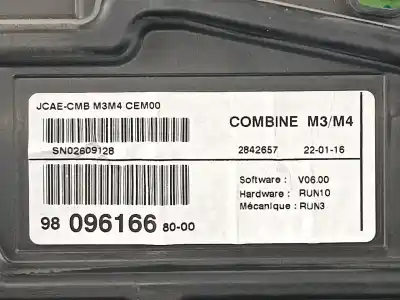 JCAE-CMB M3M4 CEM00
COMBINE M3/M4
SN02609128
2842657 22-01-16
Software : V06.00
Hardware : RUN10
Mécanique : RUN3
98 096166 80-00